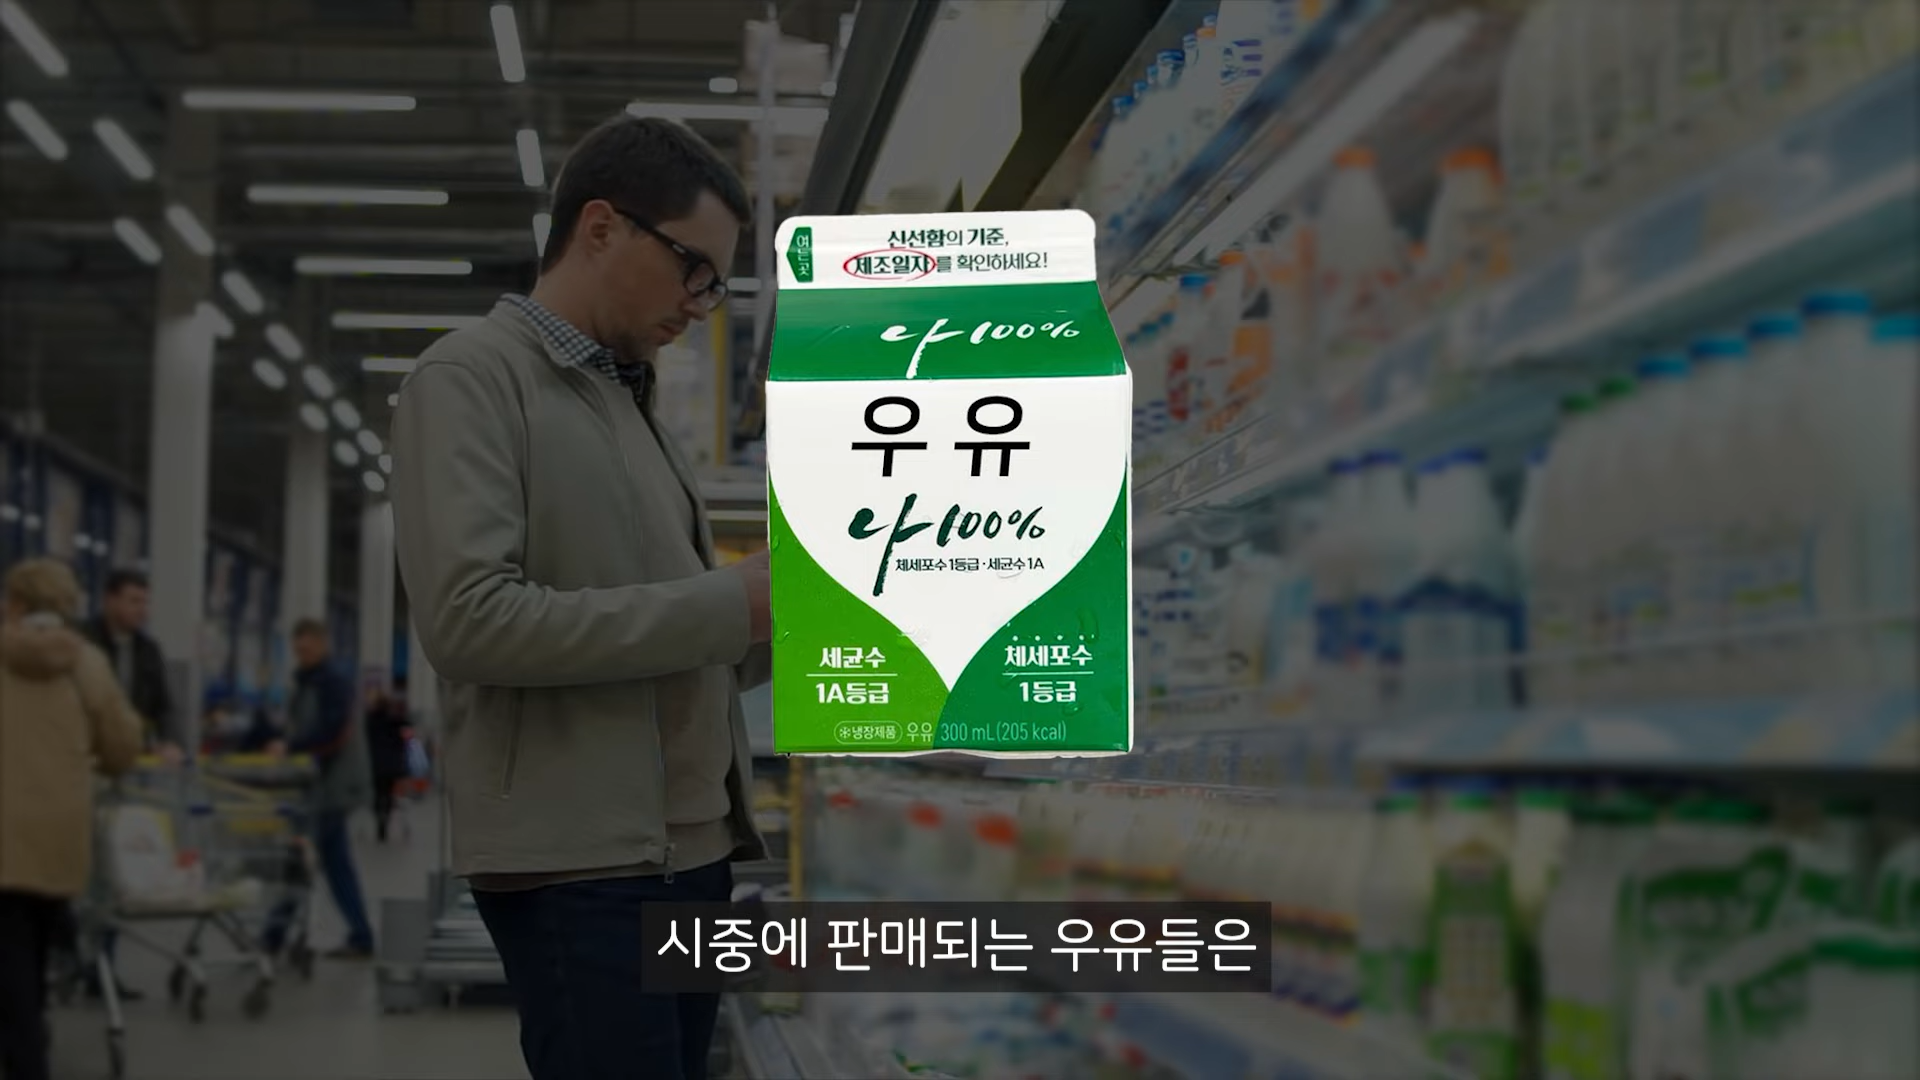 여는곳
신선함의 기준,
제조일자를 확인하세요!
나100%
우유
나100%
체세포수 1등급·세균수 1A
세균수
1A등급
체세포수
1등급
냉장제품 우유 300 mL(205 kcal)
시중에 판매되는 우유들은